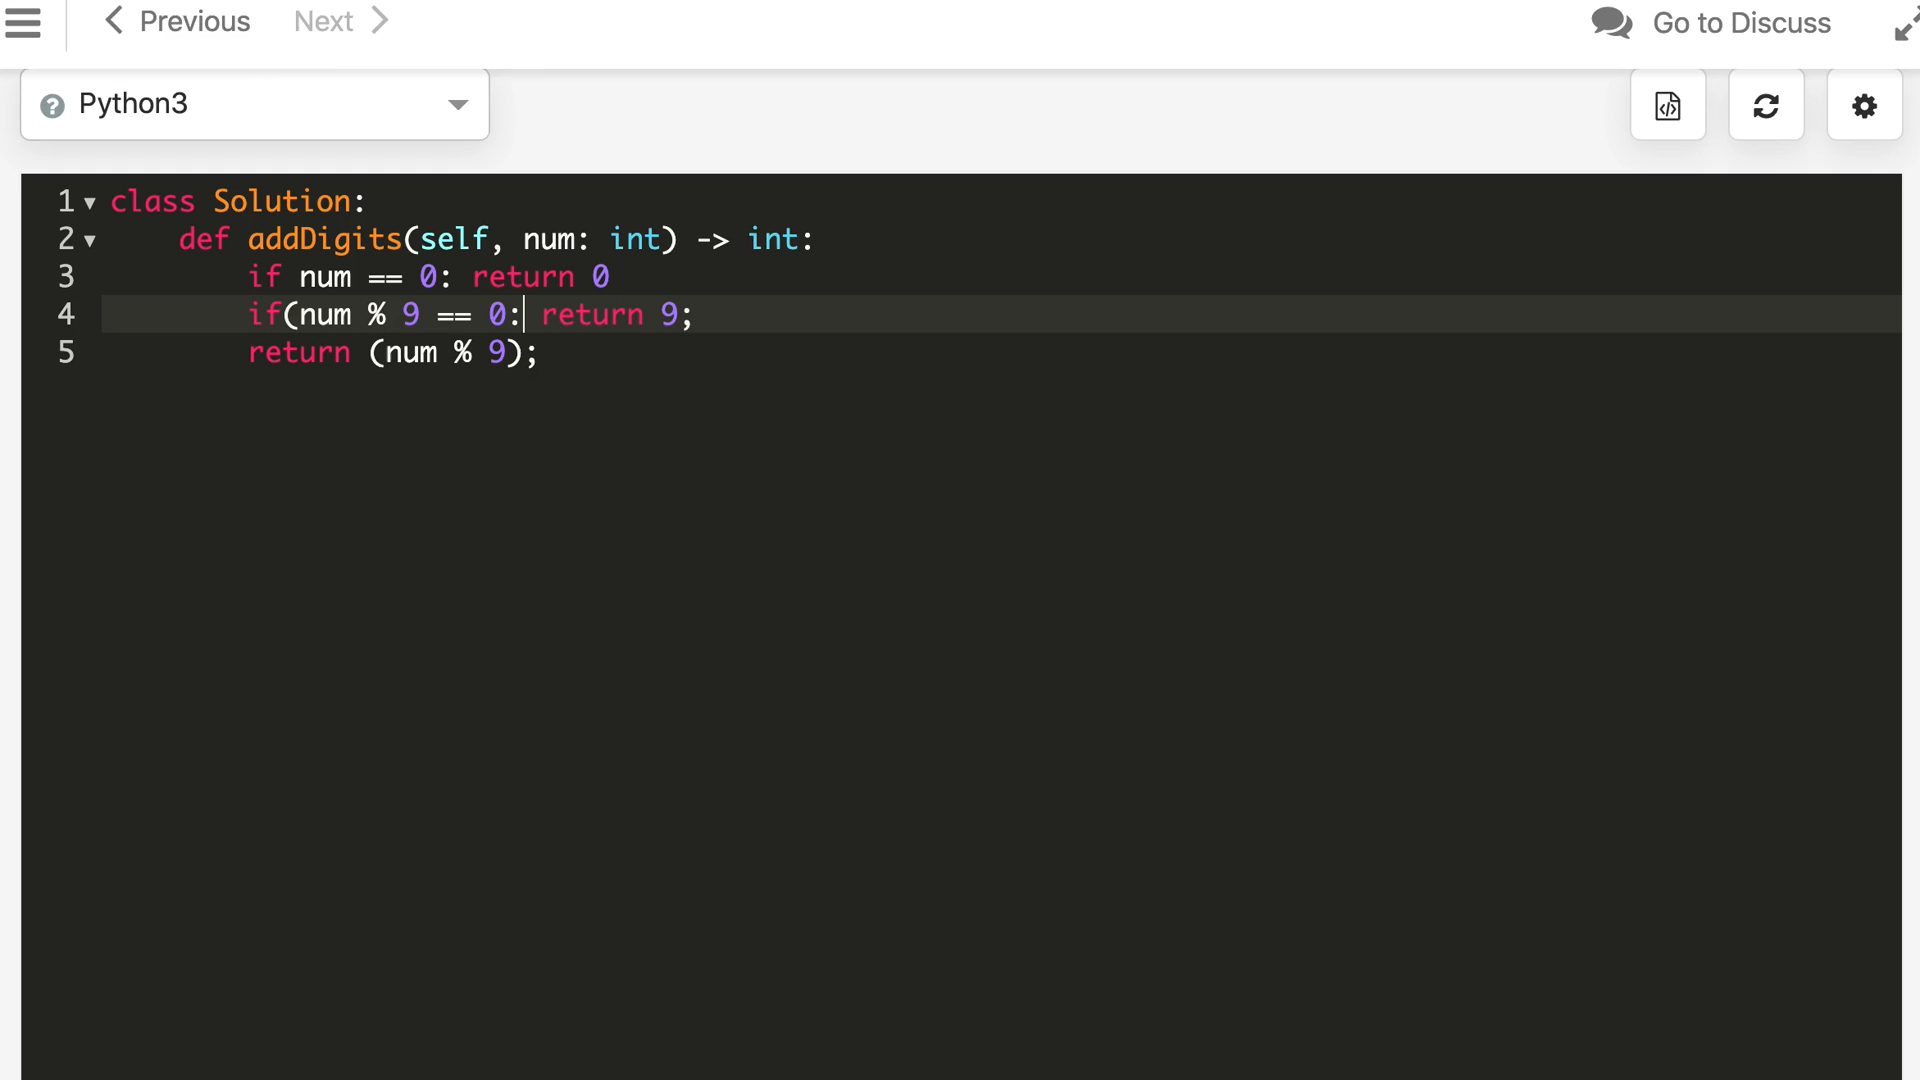 Previous Next Go to Discuss
Python3
1 class Solution:
2 def addDigits(self, num: int) -> int:
3 if num == 0: return 0
4 if(num % 9 == 0: return 9;
5 return (num % 9);